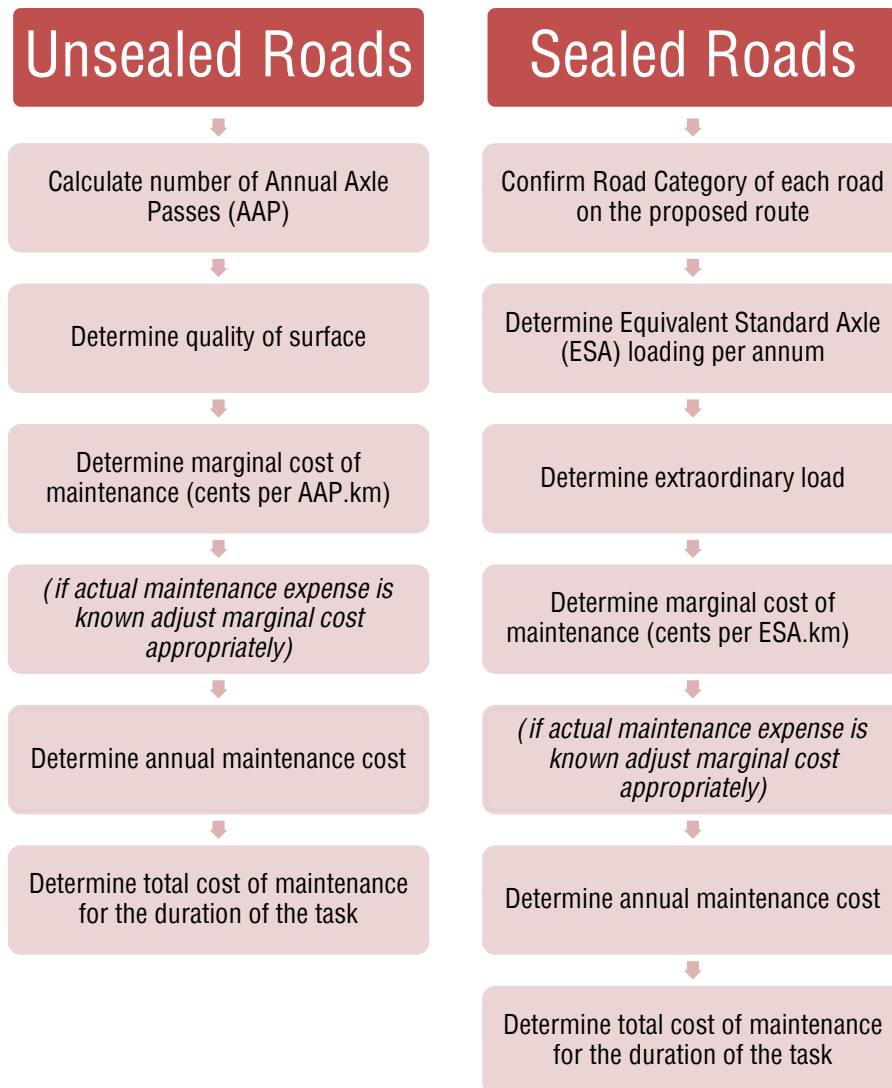 Unsealed Roads
Calculate number of Annual Axle
Passes (AAP)
Determine quality of surface
Determine marginal cost of
maintenance (cents per AAP.km)
(if actual maintenance expense is
known adjust marginal cost
appropriately)
Determine annual maintenance cost
Determine total cost of maintenance
for the duration of the task
Sealed Roads
Confirm Road Category of each road
on the proposed route
Determine Equivalent Standard Axle
(ESA) loading per annum
Determine extraordinary load
Determine marginal cost of
maintenance (cents per ESA.km)
(if actual maintenance expense is
known adjust marginal cost
appropriately)
Determine annual maintenance cost
Determine total cost of maintenance
for the duration of the task